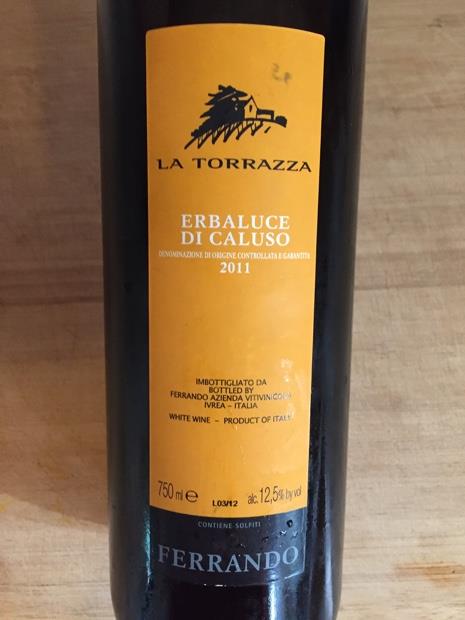 LA TORRAZZA
ERBALUCE
DI CALUSO
DENOMINAZIONE DI ORIGINE CONTROLLATA E GARANTITA
2011
IMBOTTIGLIATO DA
BOTTLED BY
FERRANDO AZIENDA VITIVINICOLA
IVREA – ITALIA
WHITE WINE – PRODUCT OF ITALY
750 ml e L03/12 alc. 12,5% by vol
CONTIENE SOLFITI
FERRANDO